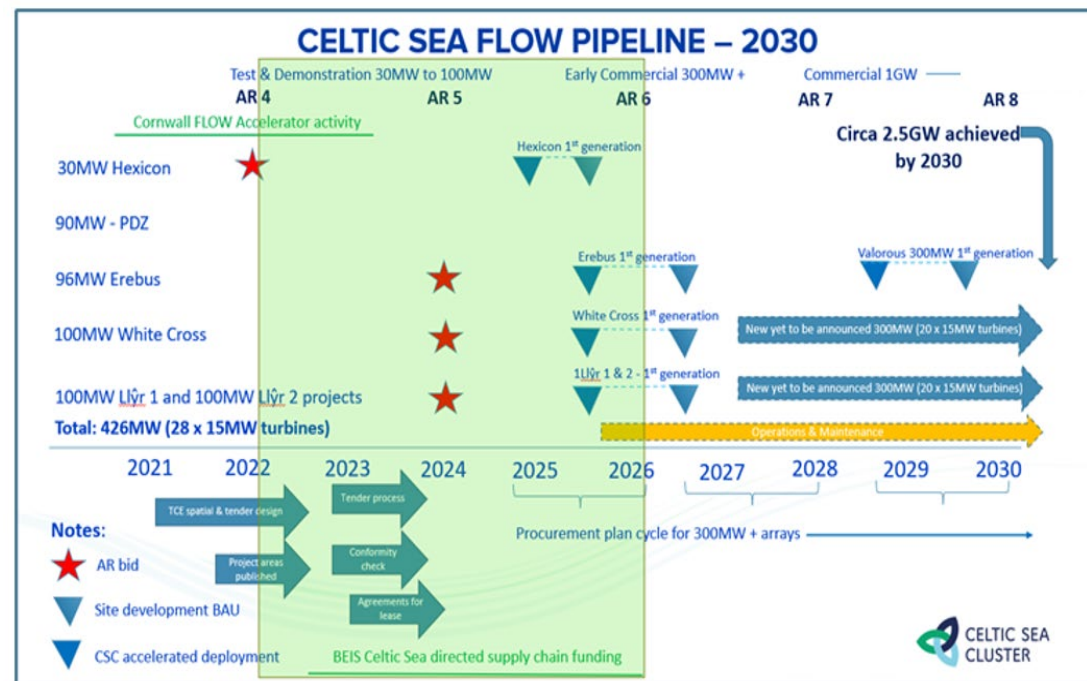 CELTIC SEA FLOW PIPELINE – 2030
Test & Demonstration 30MW to 100MW
Early Commercial 300MW +
Commercial 1GW
AR 4
AR 5
AR 6
AR 7
AR 8
Cornwall FLOW Accelerator activity
Circa 2.5GW achieved
by 2030
30MW Hexicon
Hexicon 1st generation
90MW - PDZ
96MW Erebus
Erebus 1st generation
Valorous 300MW 1st generation
100MW White Cross
White Cross 1st generation
New yet to be announced 300MW (20 x 15MW turbines)
100MW Llŷr 1 and 100MW Llŷr 2 projects
1Llŷr 1 & 2 - 1st generation
New yet to be announced 300MW (20 x 15MW turbines)
Total: 426MW (28 x 15MW turbines)
Operations & Maintenance
2021
2022
2023
2024
2025
2026
2027
2028
2029
2030
TCE spatial & tender design
Tender process
Project areas
published
Conformity
check
Agreements for
lease
Procurement plan cycle for 300MW + arrays
Notes:
AR bid
Site development BAU
CSC accelerated deployment
BEIS Celtic Sea directed supply chain funding
CELTIC SEA
CLUSTER